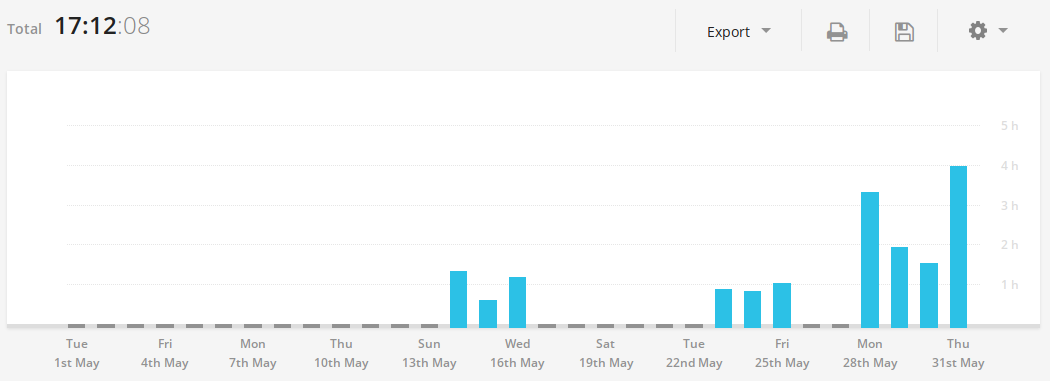 Total 17:12:08 Export
5 h
4 h
3 h
2 h
1 h
Tue Fri Mon Thu Sun Wed Sat Tue Fri Mon Thu
1st May 4th May 7th May 10th May 13th May 16th May 19th May 22nd May 25th May 28th May 31st May